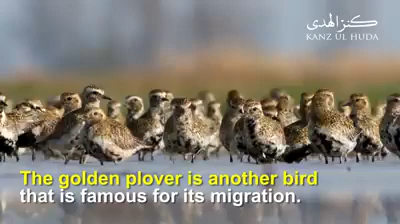 كنز الهدى
KANZ UL HUDA
The golden plover is another bird
that is famous for its migration.